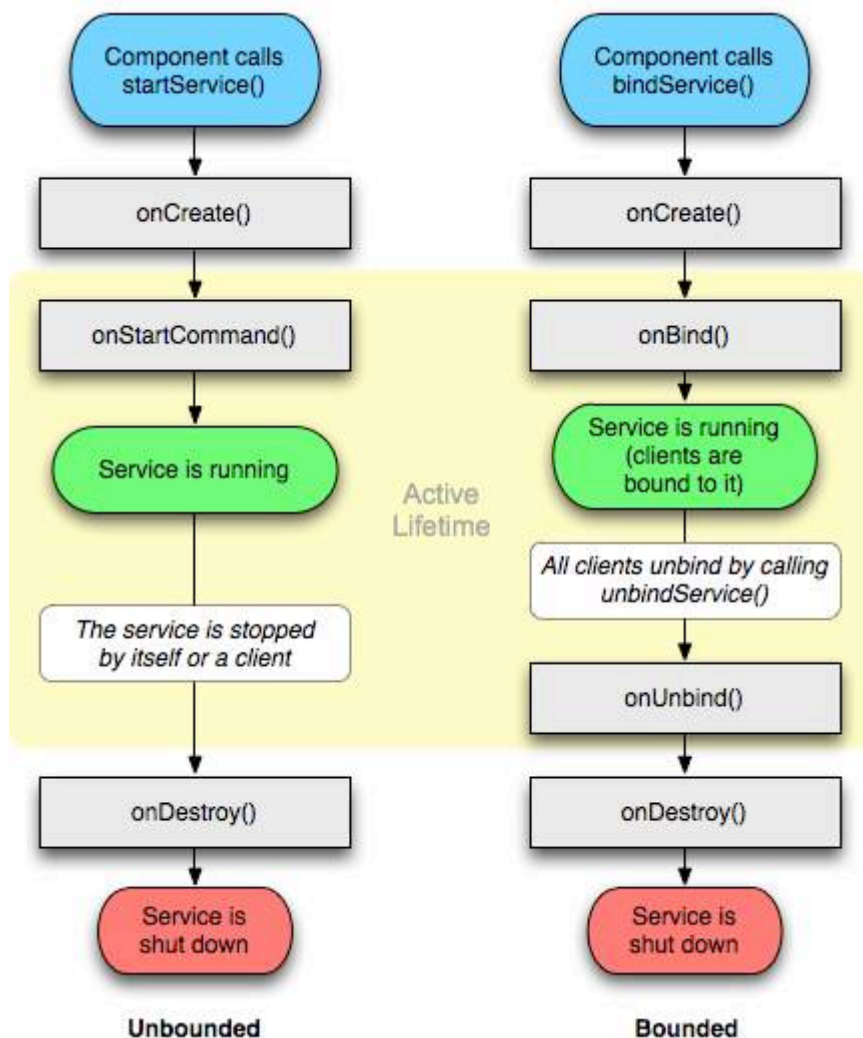 Component calls
startService()
onCreate()
onStartCommand()
Service is running
The service is stopped
by itself or a client
onDestroy()
Service is
shut down
Unbounded
Active
Lifetime
Component calls
bindService()
onCreate()
onBind()
Service is running
(clients are
bound to it)
All clients unbind by calling
unbindService()
onUnbind()
onDestroy()
Service is
shut down
Bounded